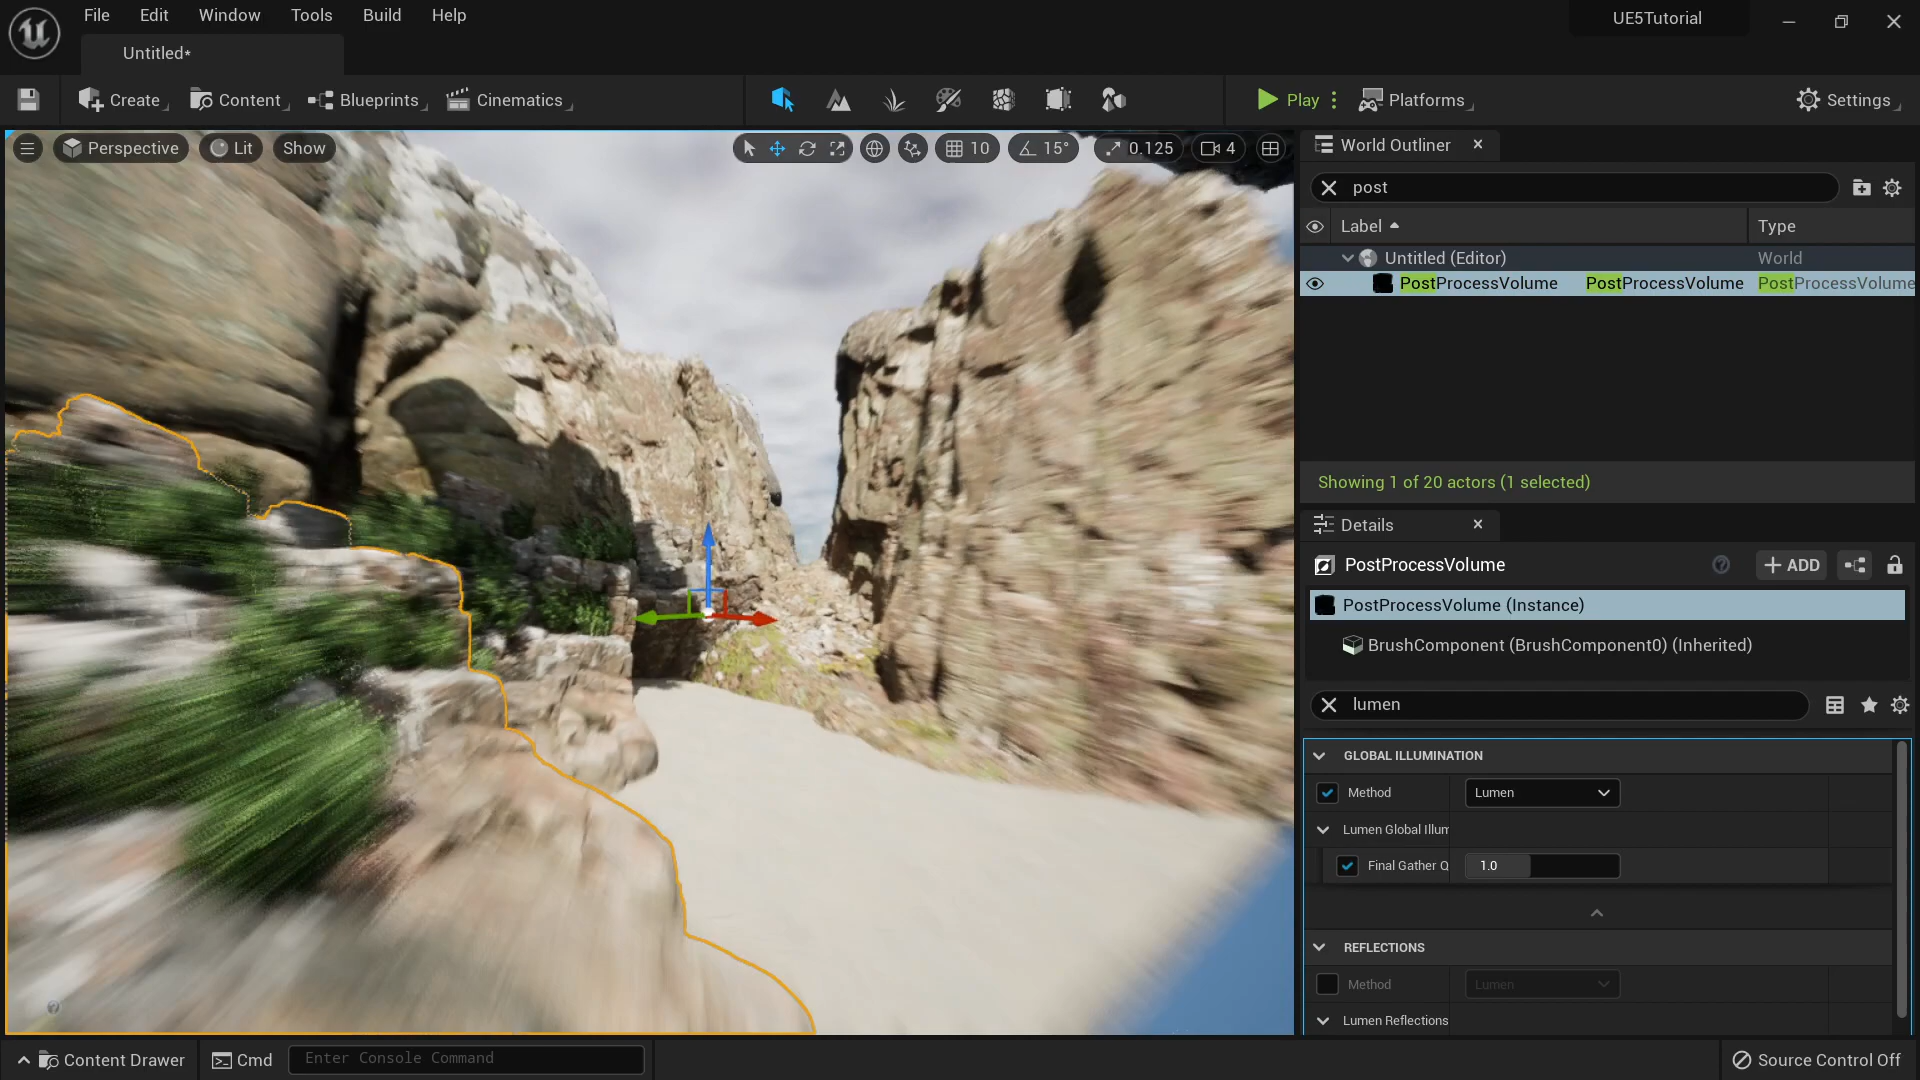 File Edit Window Tools Build Help
UE5Tutorial
Untitled*
Create Content Blueprints Cinematics Play Platforms Settings
Perspective Lit Show 10 15° 0.125 4
World Outliner
post
Label Type
Untitled (Editor) World
PostProcessVolume PostProcessVolume PostProcessVolume
Showing 1 of 20 actors (1 selected)
Details
PostProcessVolume ADD
PostProcessVolume (Instance)
BrushComponent (BrushComponent0) (Inherited)
lumen
GLOBAL ILLUMINATION
Method Lumen
Lumen Global Illum
Final Gather Q 1.0
REFLECTIONS
Method Lumen
Lumen Reflections
Content Drawer Cmd Enter Console Command Source Control Off